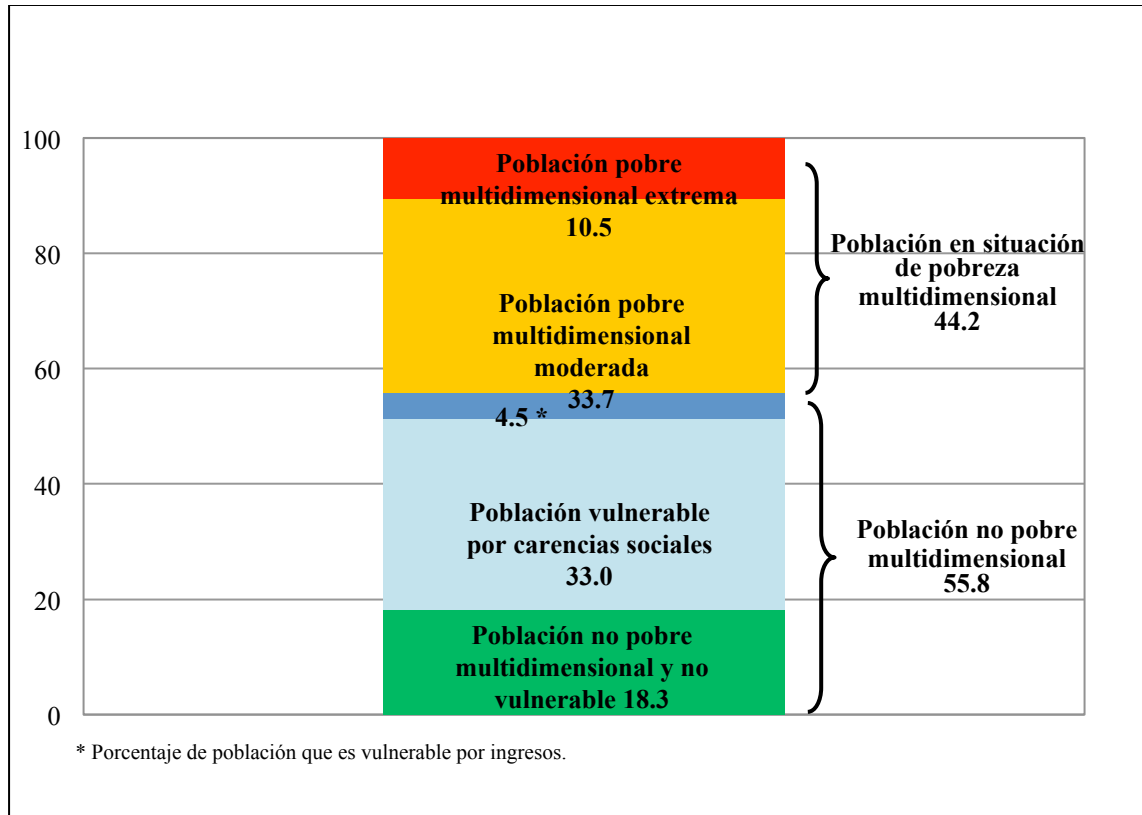 100
80
60
40
20
0
Población pobre
multidimensional extrema
10.5
Población pobre
multidimensional
moderada
33.7
4.5 *
Población vulnerable
por carencias sociales
33.0
Población no pobre
multidimensional y no
vulnerable 18.3
Población en situación
de pobreza
multidimensional
44.2
Población no pobre
multidimensional
55.8
* Porcentaje de población que es vulnerable por ingresos.